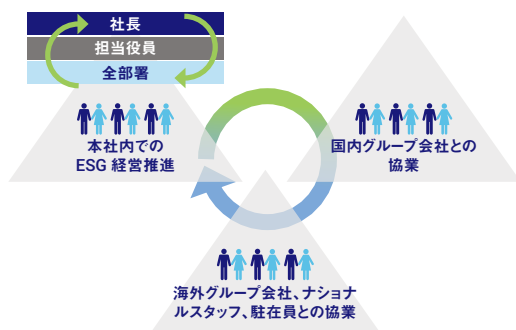 社長
担当役員
全部署
本社内での
ESG 経営推進
国内グループ会社との
協業
海外グループ会社、ナショナ
ルスタッフ、駐在員との協業